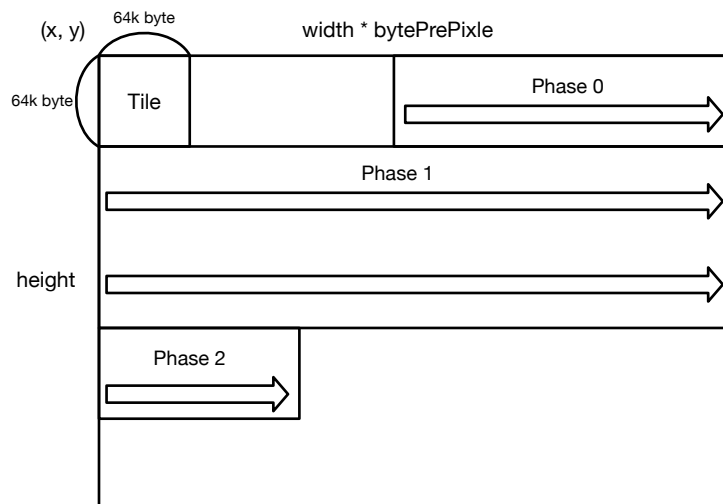 (x, y)
64k byte
width * bytePrePixle
64k byte
Tile
Phase 0
Phase 1
height
Phase 2